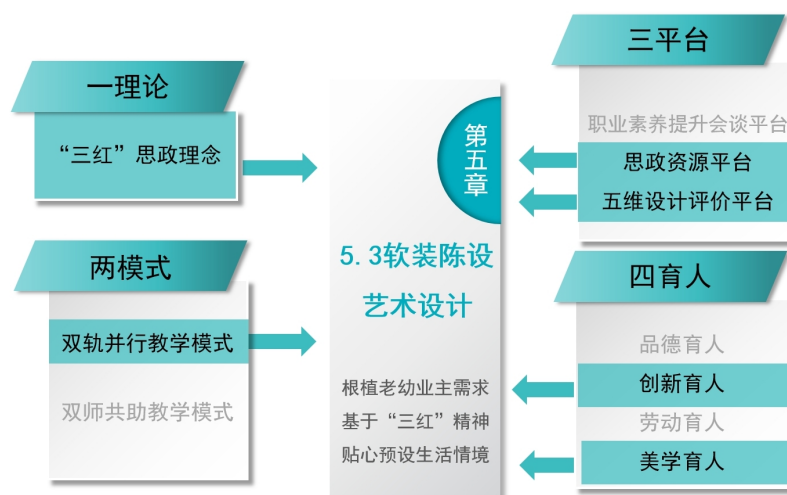 一理论
“三红”思政理念
两模式
双轨并行教学模式
双师共助教学模式
第五章
5.3软装陈设
艺术设计
根植老幼业主需求
基于“三红”精神
贴心预设生活情境
三平台
职业素养提升会谈平台
思政资源平台
五维设计评价平台
四育人
品德育人
创新育人
劳动育人
美学育人